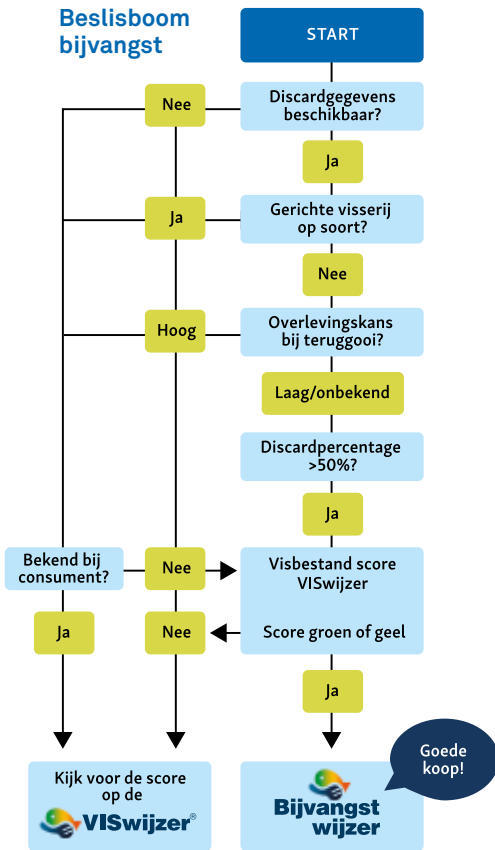 Beslisboom
bijvangst
START
Nee
Discardgegevens
beschikbaar?
Ja
Ja
Gerichte visserij
op soort?
Nee
Hoog
Overlevingskans
bij teruggooi?
Laag/onbekend
Discardpercentage
>50%?
Ja
Bekend bij
consument?
Nee
Visbestand score
VISwijzer
Ja
Nee
Score groen of geel
Ja
Goede
koop!
Kijk voor de score
op de
VISwijzer®
Bijvangst
wijzer